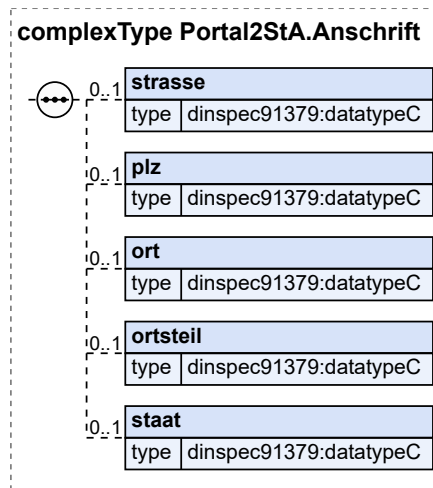 complexType Portal2StA.Anschrift
0..1 strasse
type dinspec91379:datatypeC
0..1 plz
type dinspec91379:datatypeC
0..1 ort
type dinspec91379:datatypeC
0..1 ortsteil
type dinspec91379:datatypeC
0..1 staat
type dinspec91379:datatypeC